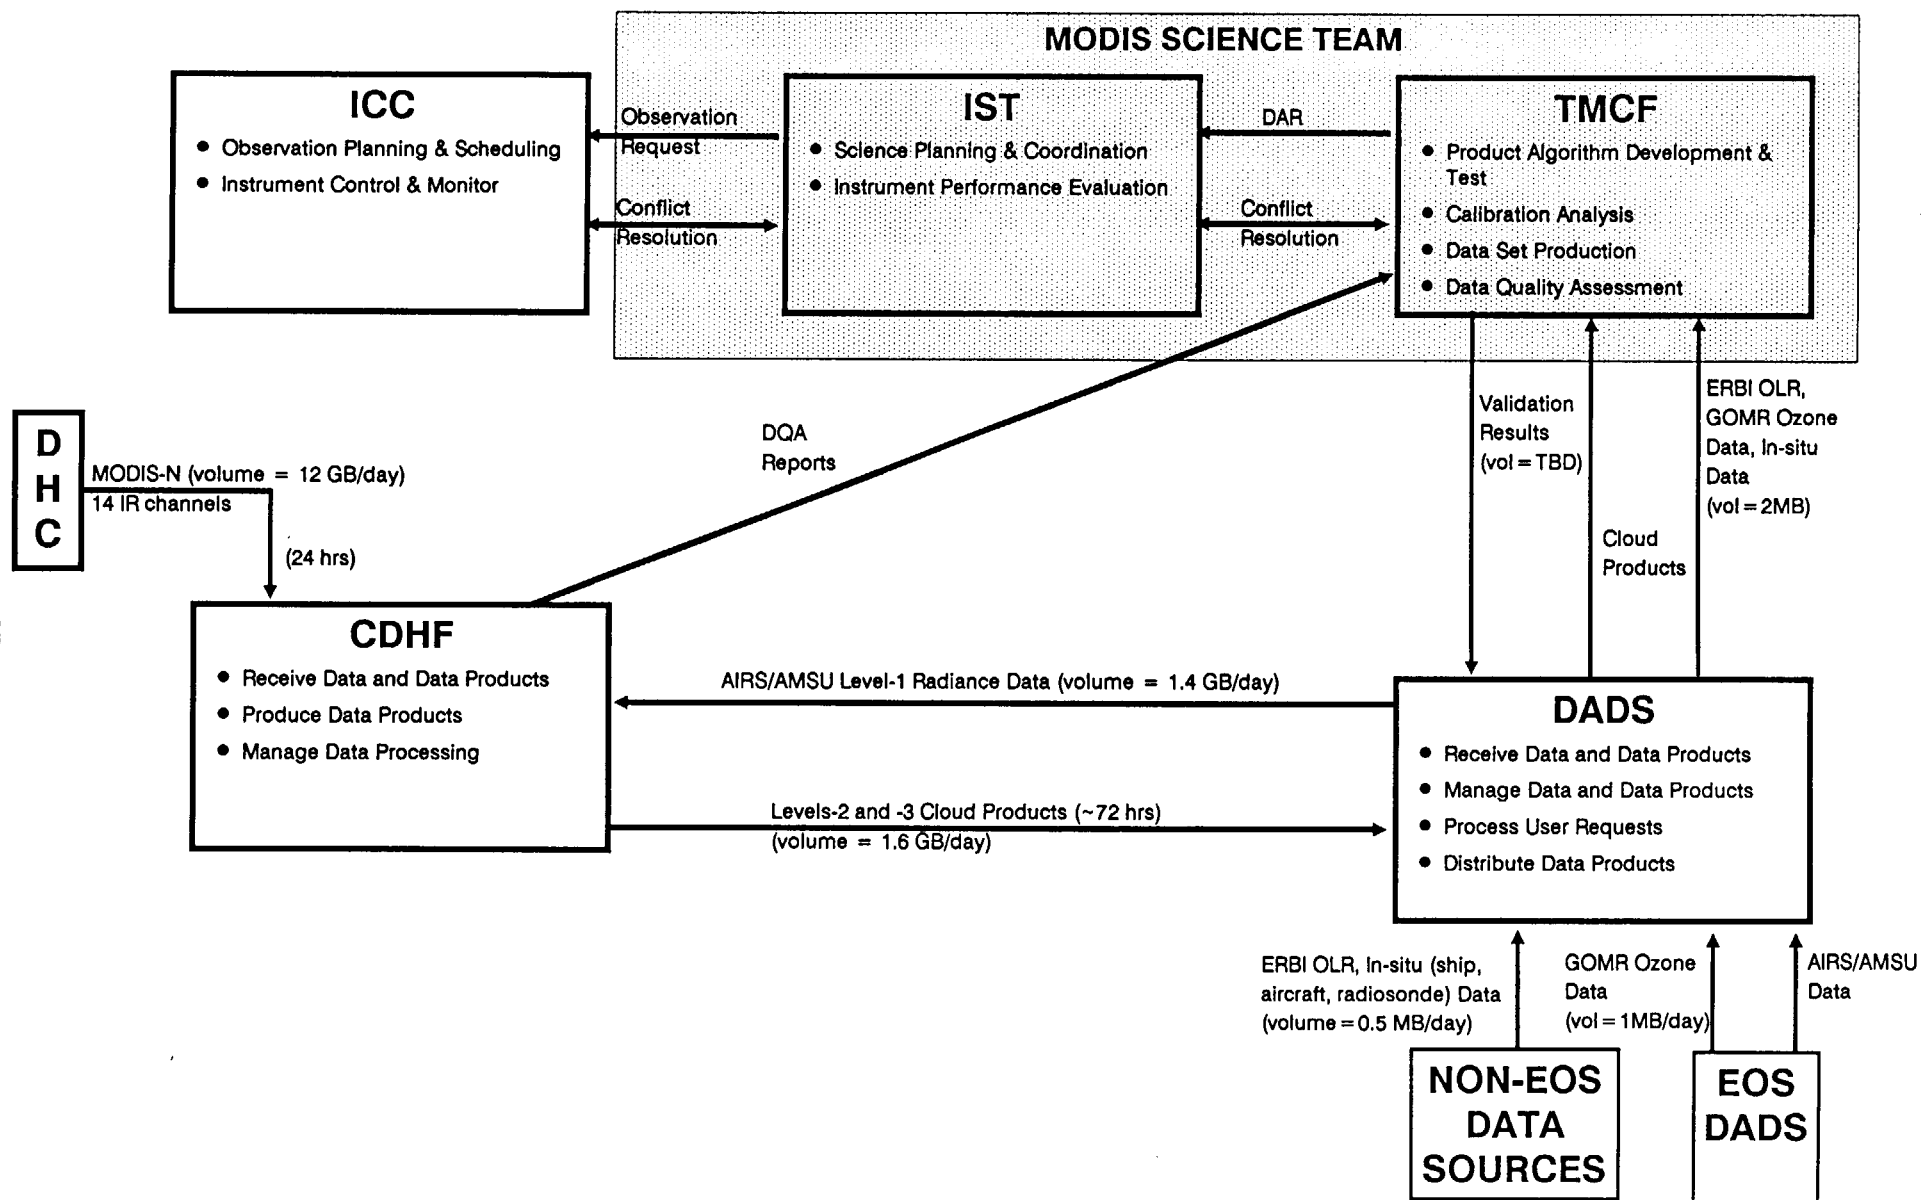 MODIS SCIENCE TEAM
ICC
● Observation Planning & Scheduling
● Instrument Control & Monitor
Observation
Request
Conflict
Resolution
IST
● Science Planning & Coordination
● Instrument Performance Evaluation
DAR
Conflict
Resolution
TMCF
● Product Algorithm Development &
Test
● Calibration Analysis
● Data Set Production
● Data Quality Assessment
D
H
C
MODIS-N (volume = 12 GB/day)
14 IR channels
(24 hrs)
DQA
Reports
Validation
Results
(vol = TBD)
Cloud
Products
ERBI OLR,
GOMR Ozone
Data, In-situ
Data
(vol = 2MB)
CDHF
● Receive Data and Data Products
● Produce Data Products
● Manage Data Processing
AIRS/AMSU Level-1 Radiance Data (volume = 1.4 GB/day)
Levels-2 and -3 Cloud Products (~72 hrs)
(volume = 1.6 GB/day)
DADS
● Receive Data and Data Products
● Manage Data and Data Products
● Process User Requests
● Distribute Data Products
ERBI OLR, In-situ (ship,
aircraft, radiosonde) Data
(volume = 0.5 MB/day)
GOMR Ozone
Data
(vol = 1MB/day)
AIRS/AMSU
Data
NON-EOS
DATA
SOURCES
EOS
DADS